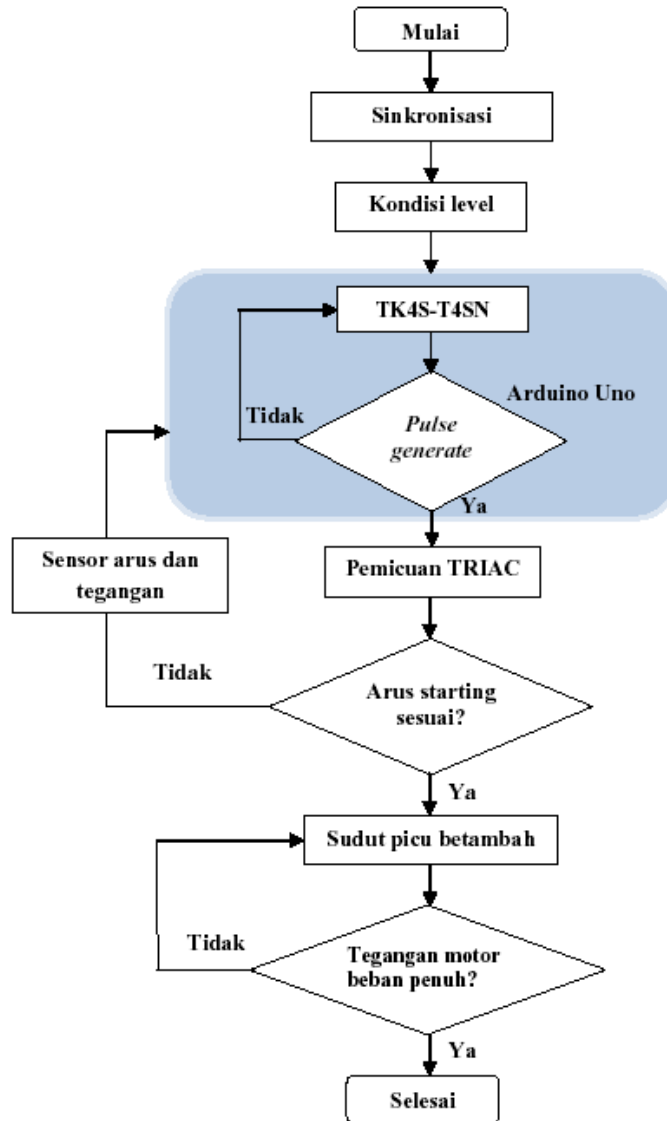 Mulai
Sinkronisasi
Kondisi level
TK4S-T4SN
Arduino Uno
Tidak
Pulse
generate
Ya
Sensor arus dan
tegangan
Pemicuan TRIAC
Tidak
Arus starting
sesuai?
Ya
Sudut picu betambah
Tidak
Tegangan motor
beban penuh?
Ya
Selesai